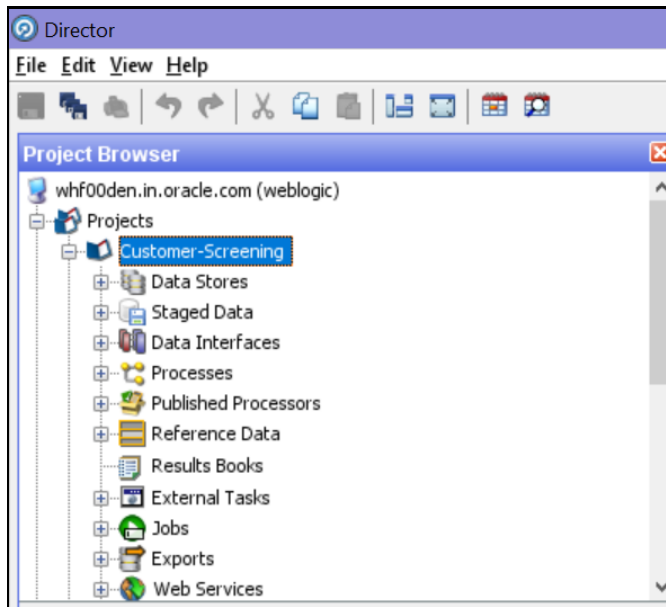 Director
File Edit View Help
Project Browser
whf00den.in.oracle.com (weblogic)
Projects
Customer-Screening
Data Stores
Staged Data
Data Interfaces
Processes
Published Processors
Reference Data
Results Books
External Tasks
Jobs
Exports
Web Services